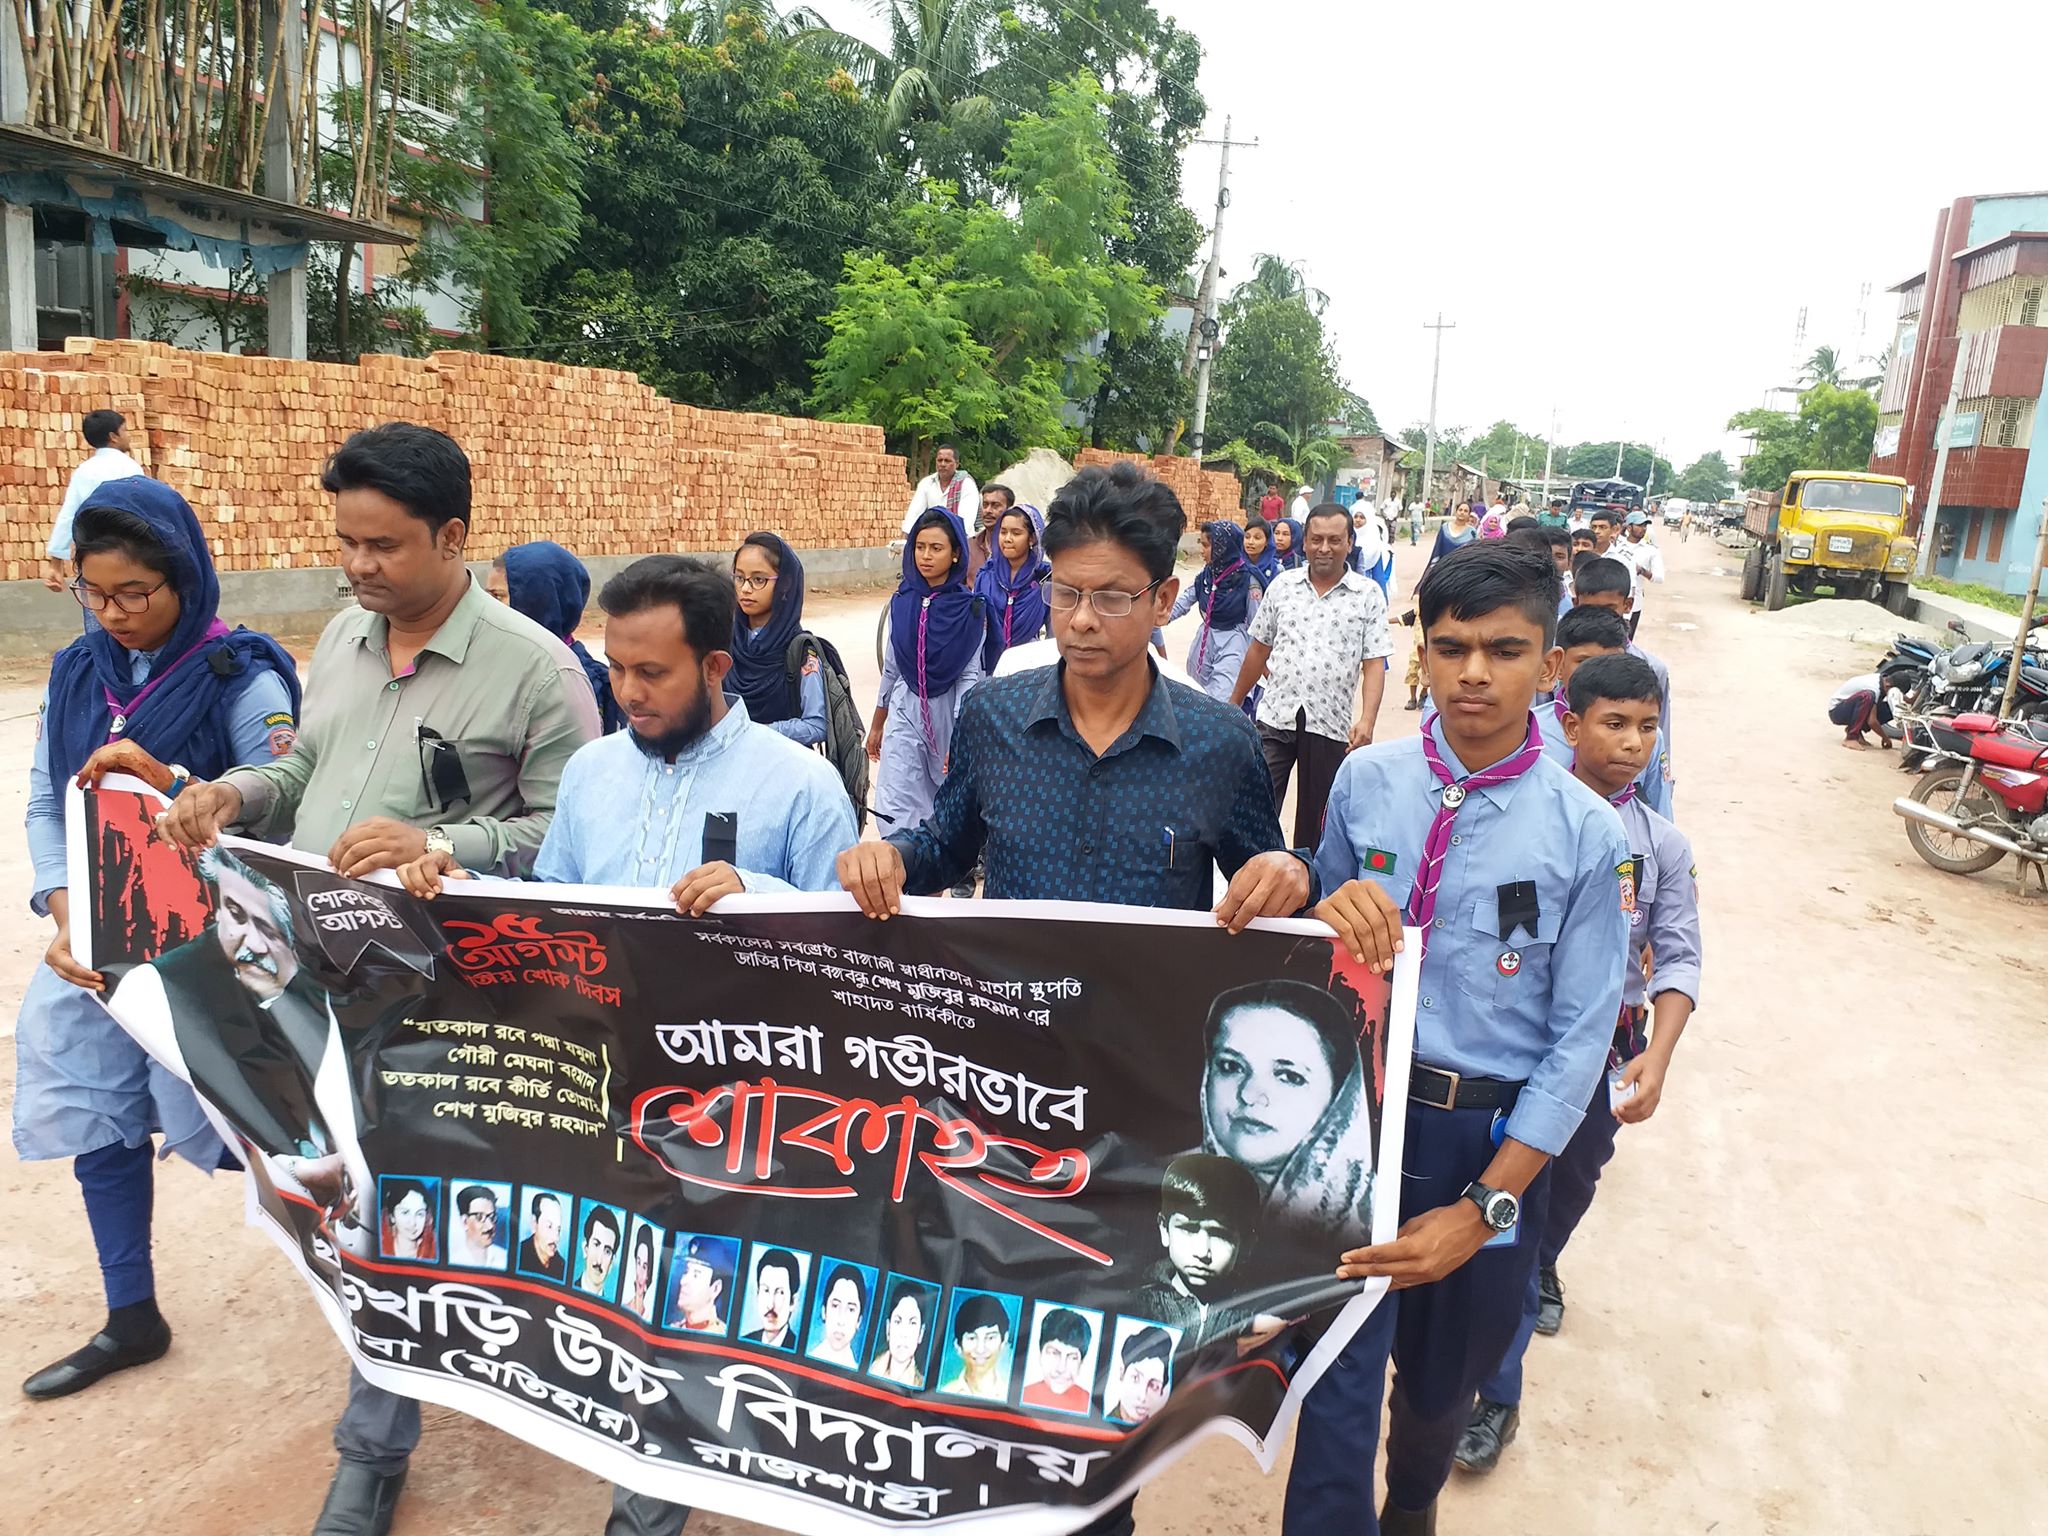 শোকাবহ
আগস্ট
১৫
আগস্ট
শোক দিবস
সর্বকালের সর্বশ্রেষ্ঠ বাঙ্গালী স্বাধীনতার মহান স্থপতি
জাতির পিতা বঙ্গবন্ধু শেখ মুজিবুর রহমান এর
শাহাদত বার্ষিকীতে
আমরা গভীরভাবে
শোকাহত
“যতকাল রবে পদ্মা যমুনা
গৌরী মেঘনা বহমান
ততকাল রবে কীর্তি তোমার
শেখ মুজিবুর রহমান” ।
উচ্চ বিদ্যালয়
(মেতিহার), রাজশাহী ।